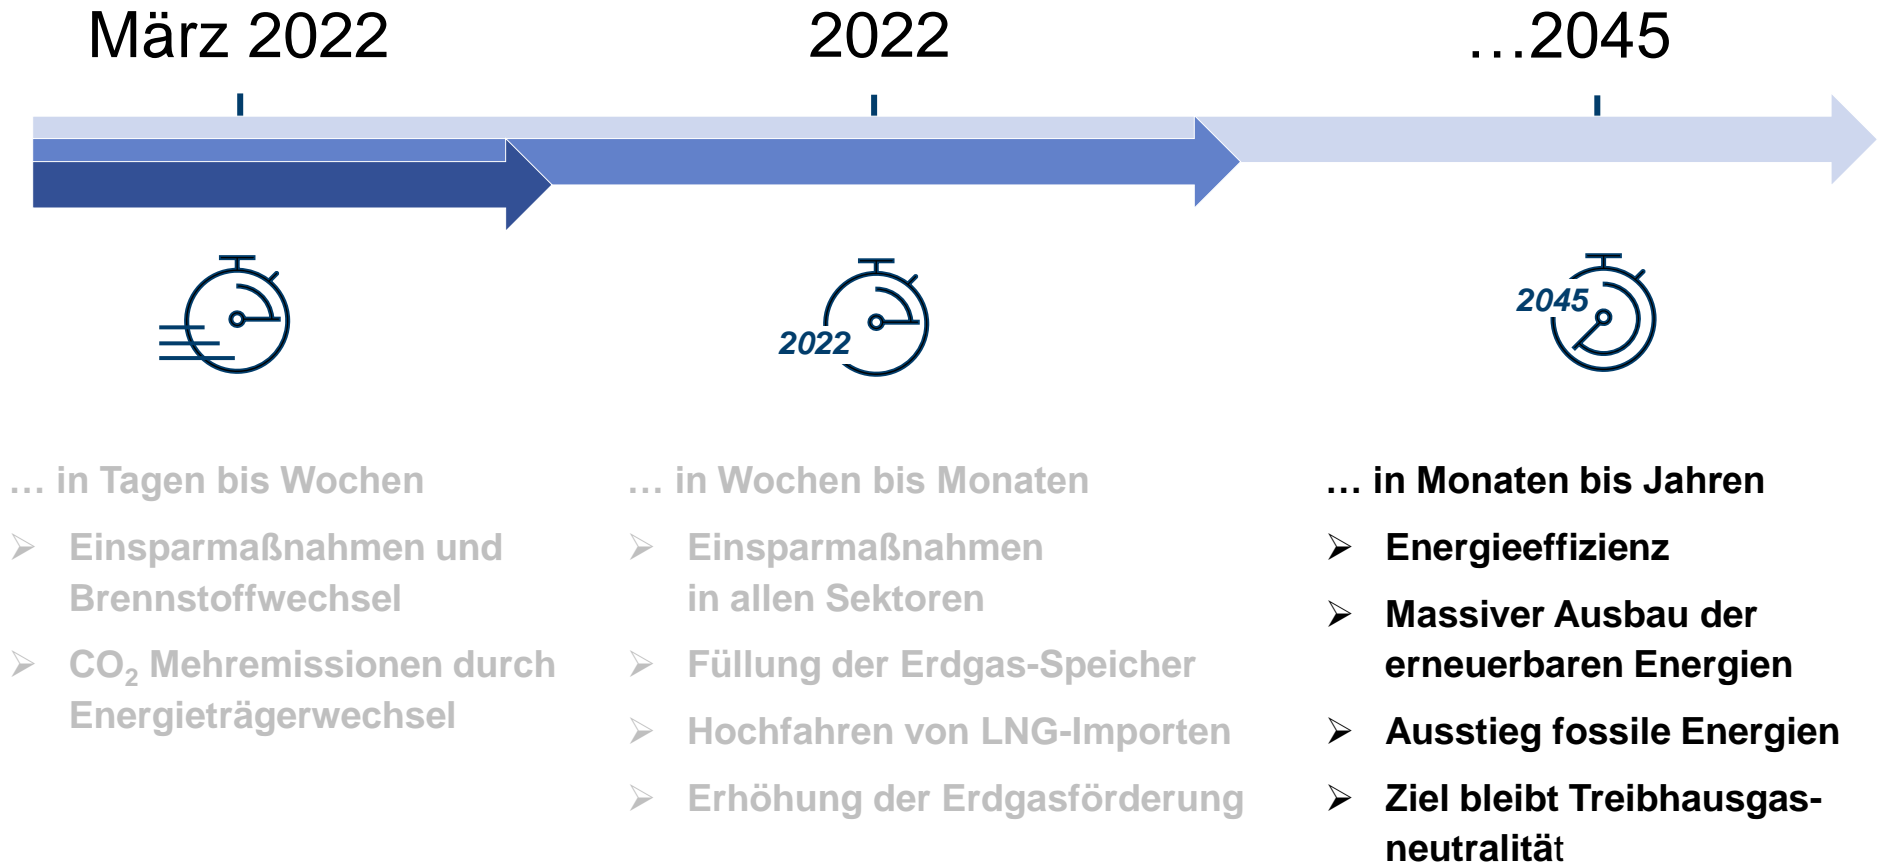 März 2022
2022
…2045
2022
2045
… in Tagen bis Wochen
➢ Einsparmaßnahmen und
Brennstoffwechsel
➢ CO₂ Mehremissionen durch
Energieträgerwechsel
… in Wochen bis Monaten
➢ Einsparmaßnahmen
in allen Sektoren
➢ Füllung der Erdgas-Speicher
➢ Hochfahren von LNG-Importen
➢ Erhöhung der Erdgasförderung
… in Monaten bis Jahren
➢ Energieeffizienz
➢ Massiver Ausbau der
erneuerbaren Energien
➢ Ausstieg fossile Energien
➢ Ziel bleibt Treibhausgas-
neutralität